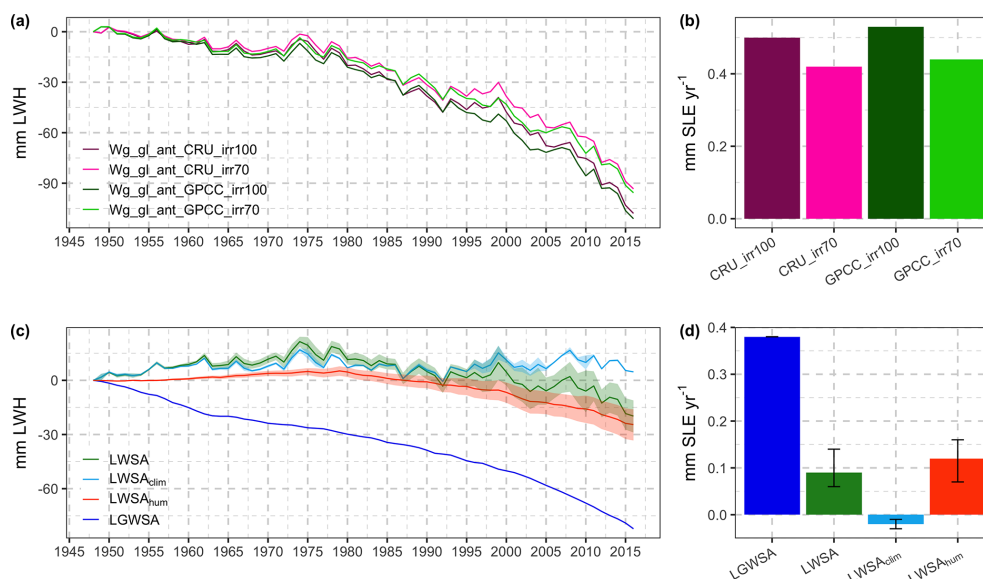 (a)
mm LWH
0
-30
-60
-90
Wg_gl_ant_CRU_irr100
Wg_gl_ant_CRU_irr70
Wg_gl_ant_GPCC_irr100
Wg_gl_ant_GPCC_irr70
1945 1950 1955 1960 1965 1970 1975 1980 1985 1990 1995 2000 2005 2010 2015
(b)
mm SLE yr⁻¹
0.4
0.2
0.0
CRU_irr100
CRU_irr70
GPCC_irr100
GPCC_irr70
(c)
mm LWH
0
-30
-60
LWSA
LWSAclim
LWSAhum
LGWSA
1945 1950 1955 1960 1965 1970 1975 1980 1985 1990 1995 2000 2005 2010 2015
(d)
mm SLE yr⁻¹
0.4
0.3
0.2
0.1
0.0
LGWSA
LWSA
LWSAclim
LWSAhum